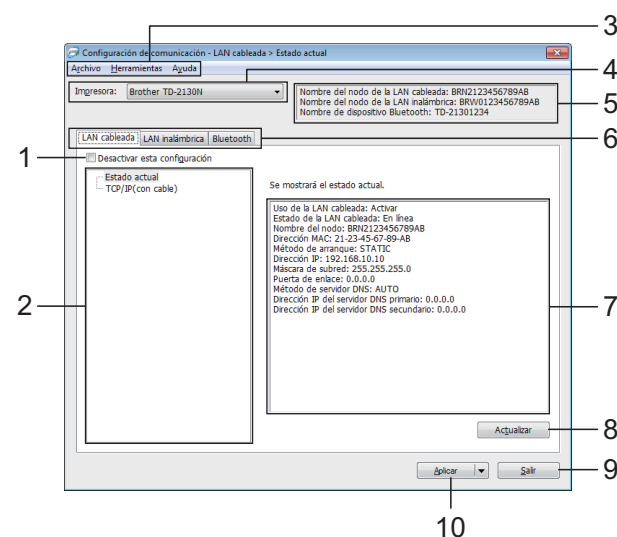 3
Configuración de comunicación - LAN cableada > Estado actual
Archivo Herramientas Ayuda
4
Impresora: Brother TD-2130N
Nombre del nodo de la LAN cableada: BRN2123456789AB
Nombre del nodo de la LAN inalámbrica: BRW0123456789AB
Nombre de dispositivo Bluetooth: TD-21301234
5
LAN cableada LAN inalámbrica Bluetooth
6
1
Desactivar esta configuración
Estado actual
TCP/IP(con cable)
2
Se mostrará el estado actual.
Uso de la LAN cableada: Activar
Estado de la LAN cableada: En línea
Nombre del nodo: BRN2123456789AB
Dirección MAC: 21-23-45-67-89-AB
Método de arranque: STATIC
Dirección IP: 192.168.10.10
Máscara de subred: 255.255.255.0
Puerta de enlace: 0.0.0.0
Método de servidor DNS: AUTO
Dirección IP del servidor DNS primario: 0.0.0.0
Dirección IP del servidor DNS secundario: 0.0.0.0
7
Actualizar
8
Aplicar
Salir
9
10